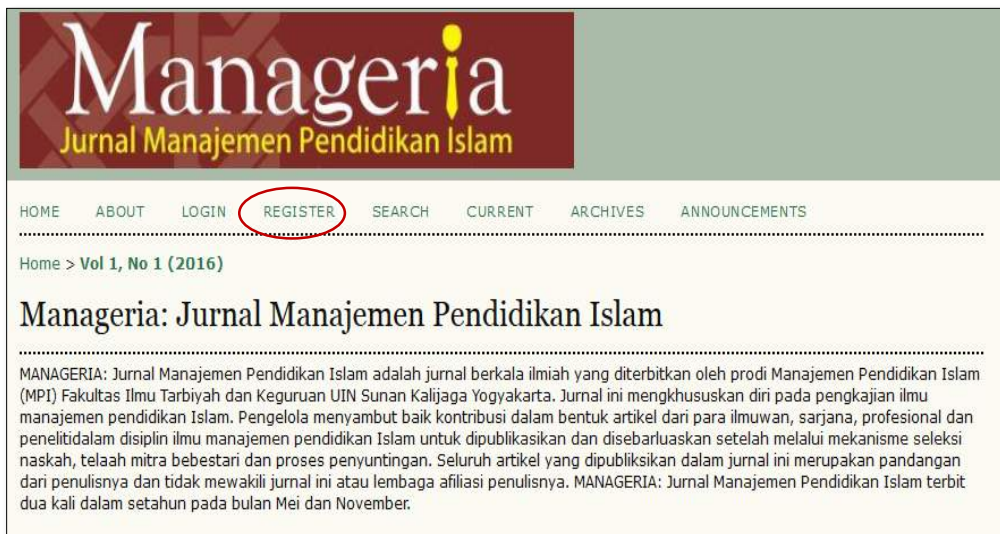 Manageria
Jurnal Manajemen Pendidikan Islam
HOME ABOUT LOGIN REGISTER SEARCH CURRENT ARCHIVES ANNOUNCEMENTS
Home > Vol 1, No 1 (2016)
Manageria: Jurnal Manajemen Pendidikan Islam
MANAGERIA: Jurnal Manajemen Pendidikan Islam adalah jurnal berkala ilmiah yang diterbitkan oleh prodi Manajemen Pendidikan Islam
(MPI) Fakultas Ilmu Tarbiyah dan Keguruan UIN Sunan Kalijaga Yogyakarta. Jurnal ini mengkhususkan diri pada pengkajian ilmu
manajemen pendidikan Islam. Pengelola menyambut baik kontribusi dalam bentuk artikel dari para ilmuwan, sarjana, profesional dan
penelitidalam disiplin ilmu manajemen pendidikan Islam untuk dipublikasikan dan disebarluaskan setelah melalui mekanisme seleksi
naskah, telaah mitra bebestari dan proses penyuntingan. Seluruh artikel yang dipubliksikan dalam jurnal ini merupakan pandangan
dari penulisnya dan tidak mewakili jurnal ini atau lembaga afiliasi penulisnya. MANAGERIA: Jurnal Manajemen Pendidikan Islam terbit
dua kali dalam setahun pada bulan Mei dan November.